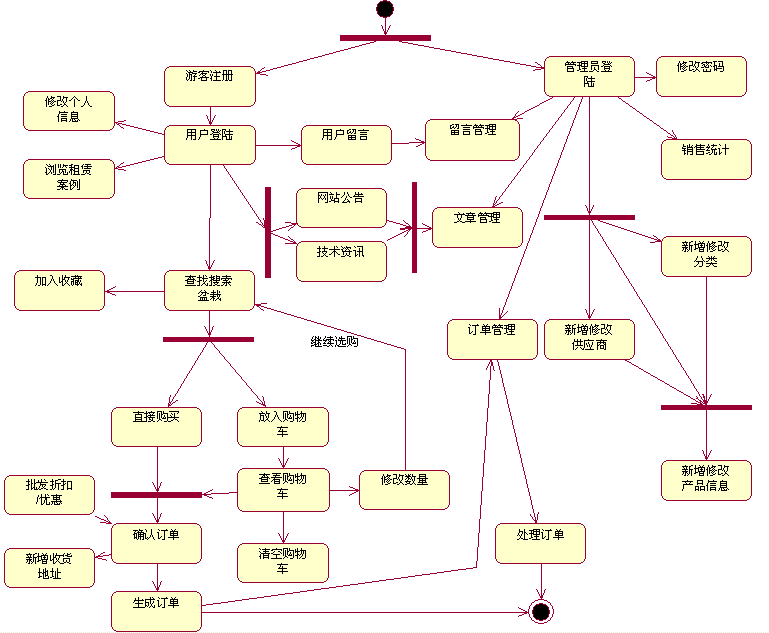 游客注册
管理员登
陆
修改密码
修改个人
信息
用户登陆
用户留言
留言管理
销售统计
浏览租赁
案例
网站公告
文章管理
技术资讯
新增修改
分类
加入收藏
查找搜索
盆栽
继续选购
订单管理
新增修改
供应商
直接购买
放入购物
车
批发折扣
/优惠
查看购物
车
修改数量
新增修改
产品信息
确认订单
处理订单
新增收货
地址
清空购物
车
生成订单